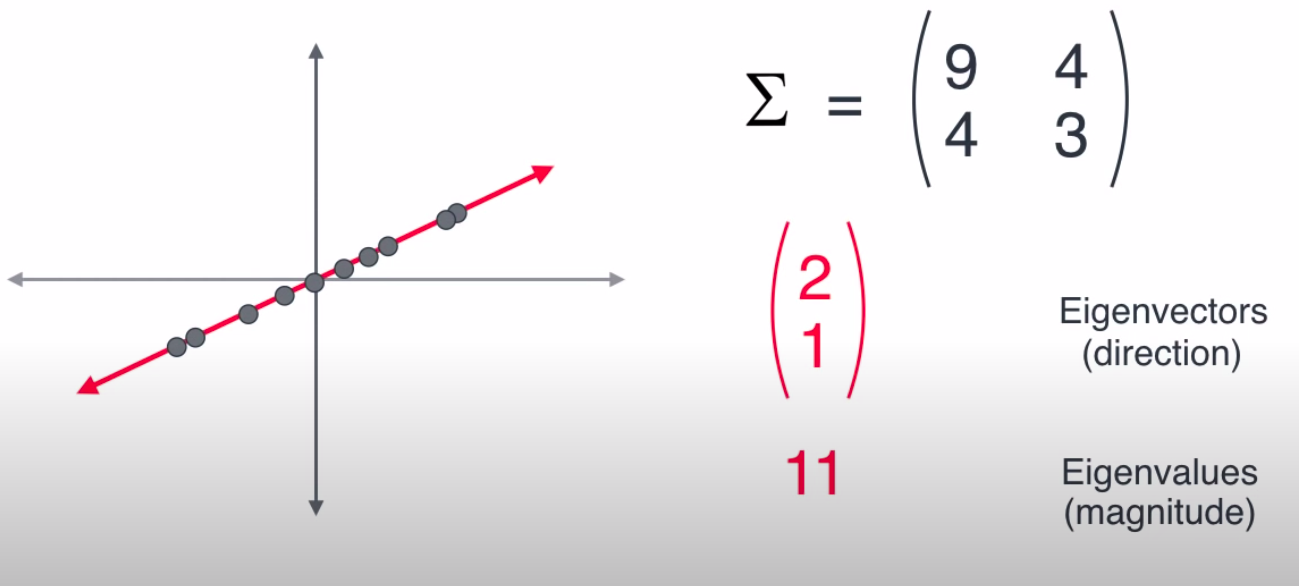 Σ = ( 9 4
4 3 )
( 2
1 )
Eigenvectors
(direction)
11
Eigenvalues
(magnitude)